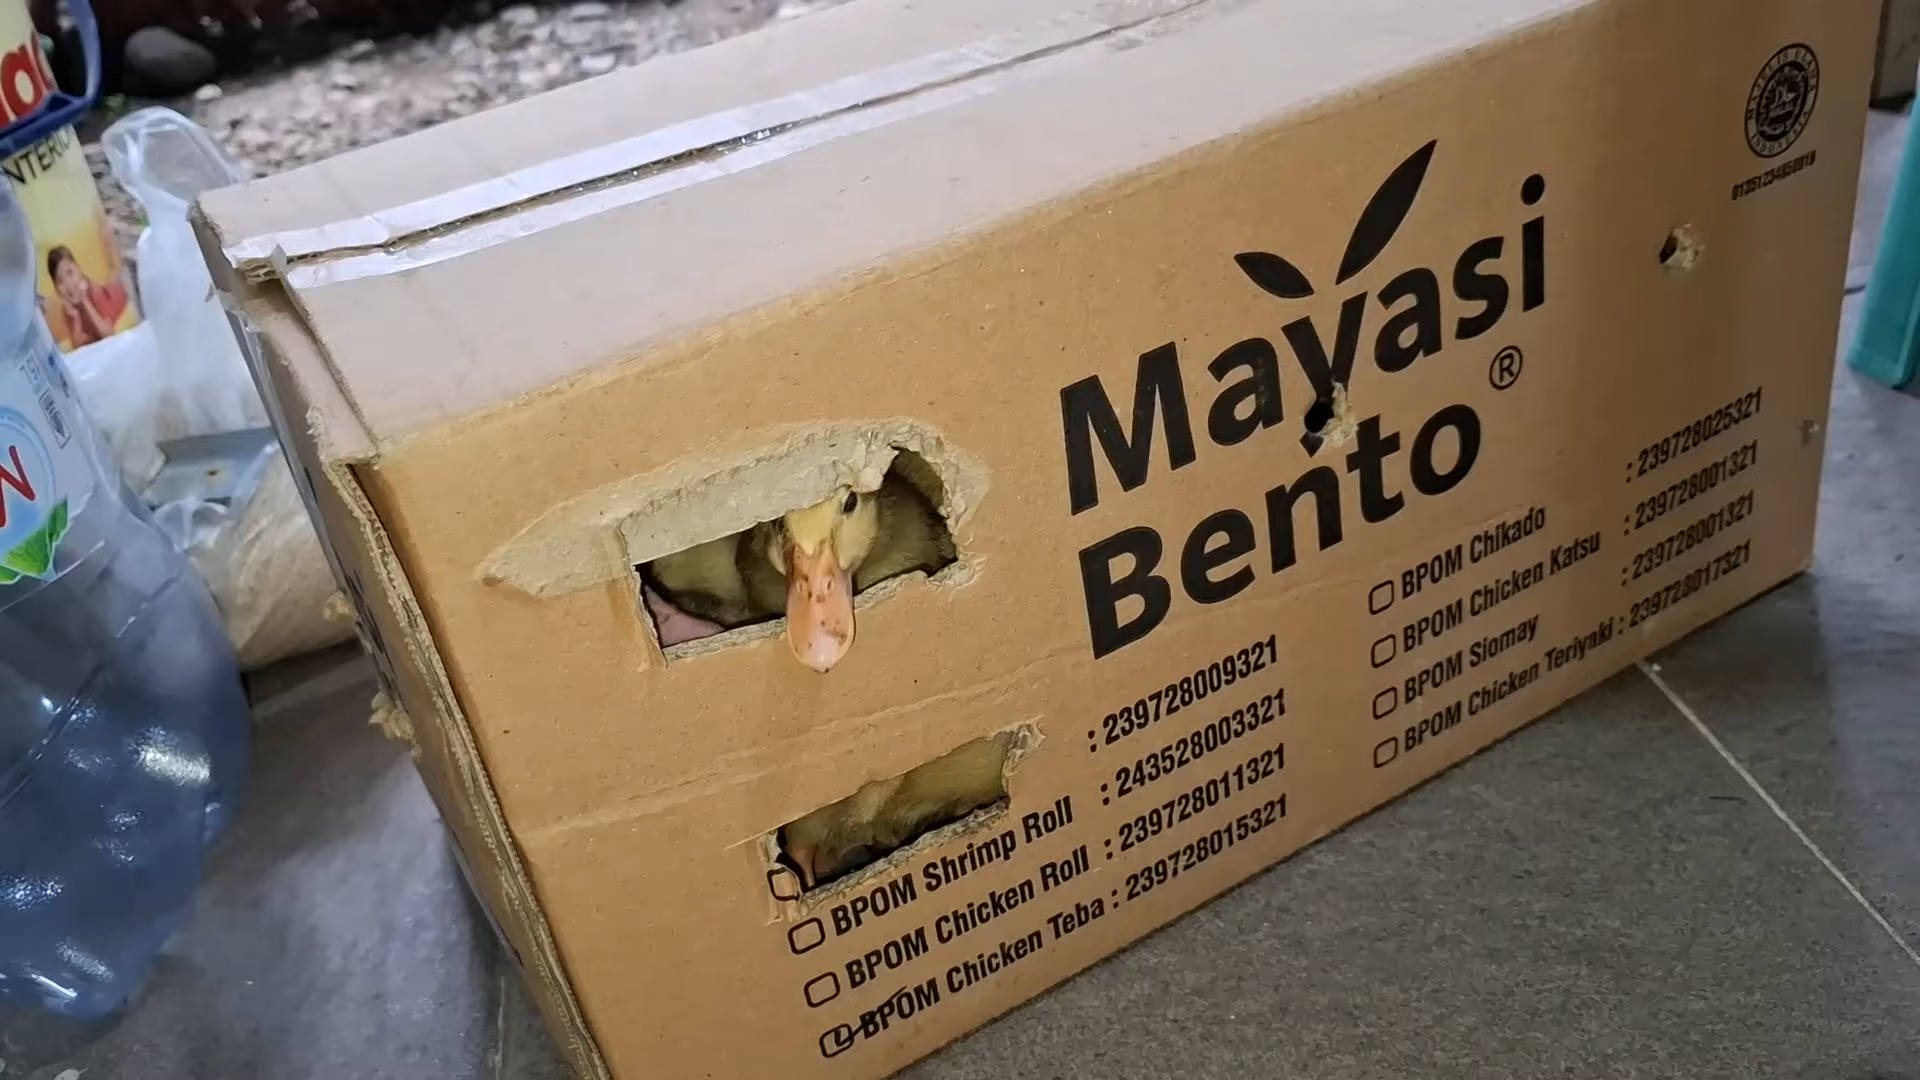 Mayasi
Bento®
: 239728009321
BPOM Shrimp Roll : 243528003321
BPOM Chicken Roll : 239728011321
BPOM Chicken Teba : 239728015321
BPOM Chikado : 239728025321
BPOM Chicken Katsu : 239728001321
BPOM Siomay : 239728001321
BPOM Chicken Teriyaki : 239728017321
INDONESIA